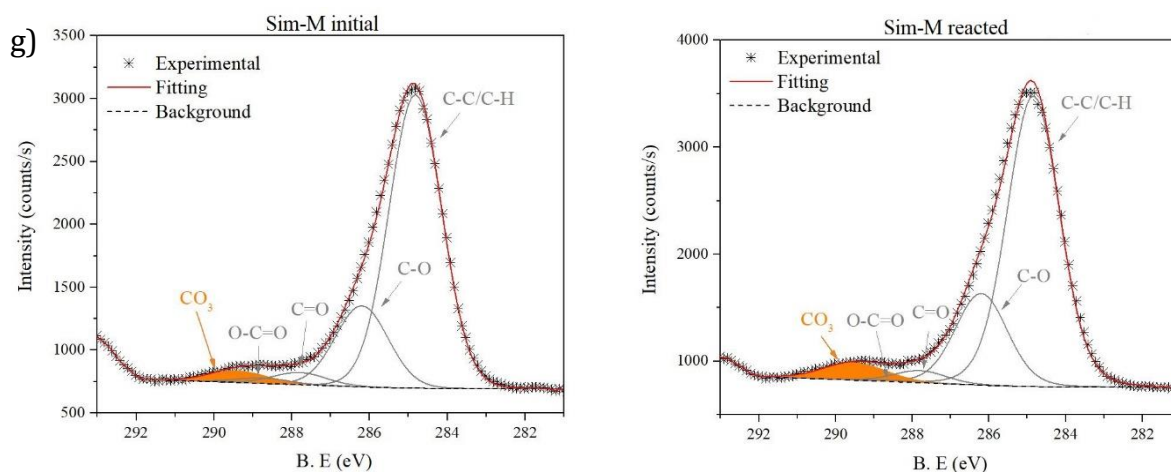 g)
Sim-M initial
3500
3000
2500
2000
1500
1000
500
Intensity (counts/s)
Experimental
Fitting
Background
C-C/C-H
C-O
C=O
O-C=O
CO3
292 290 288 286 284 282
B. E (eV)
Sim-M reacted
4000
3000
2000
1000
Intensity (counts/s)
Experimental
Fitting
Background
C-C/C-H
C-O
C=O
O-C=O
CO3
292 290 288 286 284 282
B. E (eV)